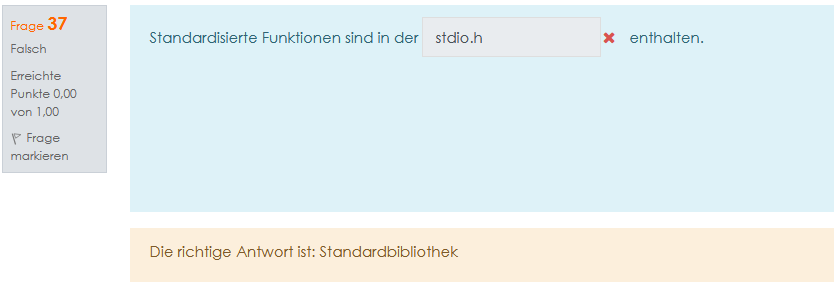 Frage 37
Falsch
Erreichte
Punkte 0,00
von 1,00
Frage
markieren
Standardisierte Funktionen sind in der stdio.h enthalten.
Die richtige Antwort ist: Standardbibliothek